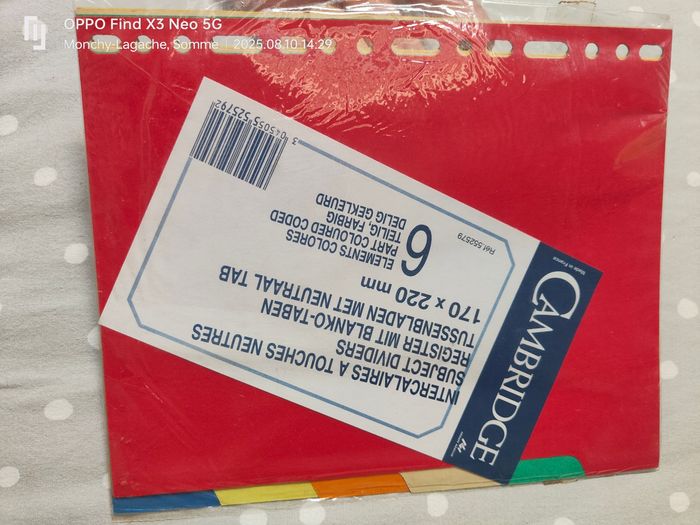 OPPO Find X3 Neo 5G
Monchy-Lagache, Somme | 2025.08.10 14:29
CAMBRIDGE
Made in France
INTERCALAIRES A TOUCHES NEUTRES
SUBJECT DIVIDERS
REGISTER MIT BLANKO-TABEN
TUSSENBLADEN MET NEUTRAAL TAB
170 x 220 mm
6
ELEMENTS COLORES
PART COLOURED CODED
TEILIG, FARBIG
DELIG GEKLEURD
Réf. 552579
3 045055 525792